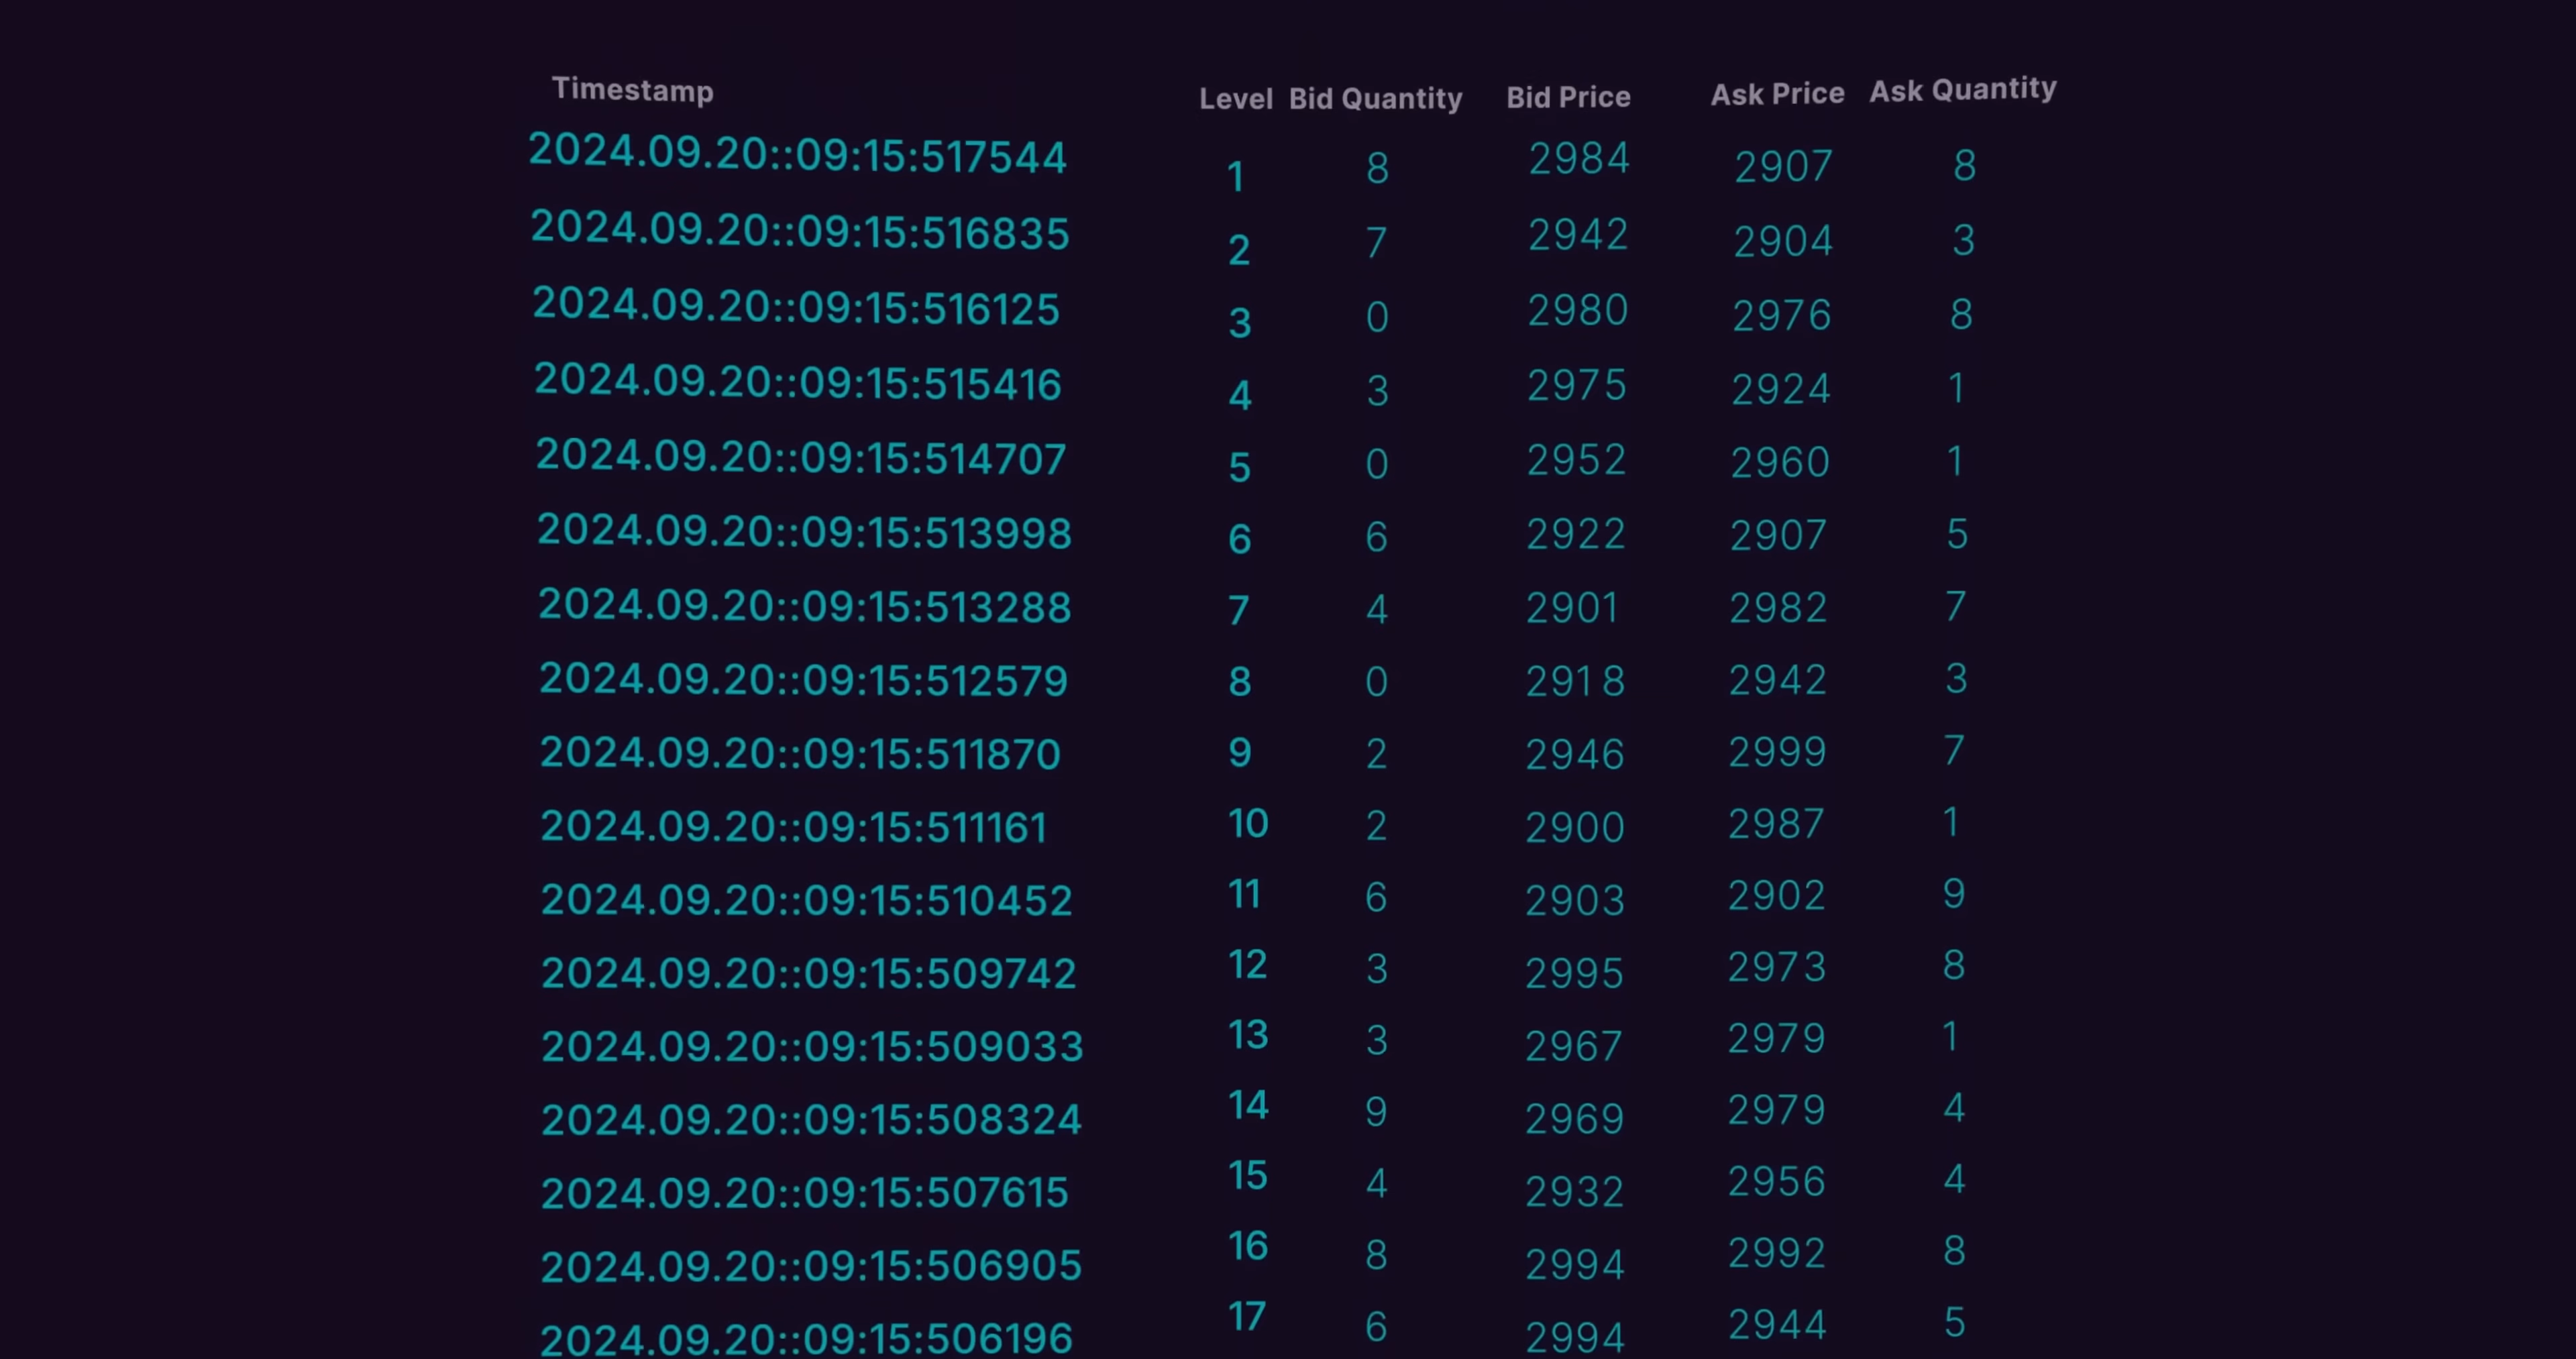 Timestamp Level Bid Quantity Bid Price Ask Price Ask Quantity
2024.09.20::09:15:517544 1 8 2984 2907 8
2024.09.20::09:15:516835 2 7 2942 2904 3
2024.09.20::09:15:516125 3 0 2980 2976 8
2024.09.20::09:15:515416 4 3 2975 2924 1
2024.09.20::09:15:514707 5 0 2952 2960 1
2024.09.20::09:15:513998 6 6 2922 2907 5
2024.09.20::09:15:513288 7 4 2901 2982 7
2024.09.20::09:15:512579 8 0 2918 2942 3
2024.09.20::09:15:511870 9 2 2946 2999 7
2024.09.20::09:15:511161 10 2 2900 2987 1
2024.09.20::09:15:510452 11 6 2903 2902 9
2024.09.20::09:15:509742 12 3 2995 2973 8
2024.09.20::09:15:509033 13 3 2967 2979 1
2024.09.20::09:15:508324 14 9 2969 2979 4
2024.09.20::09:15:507615 15 4 2932 2956 4
2024.09.20::09:15:506905 16 8 2994 2992 8
2024.09.20::09:15:506196 17 6 2994 2944 5